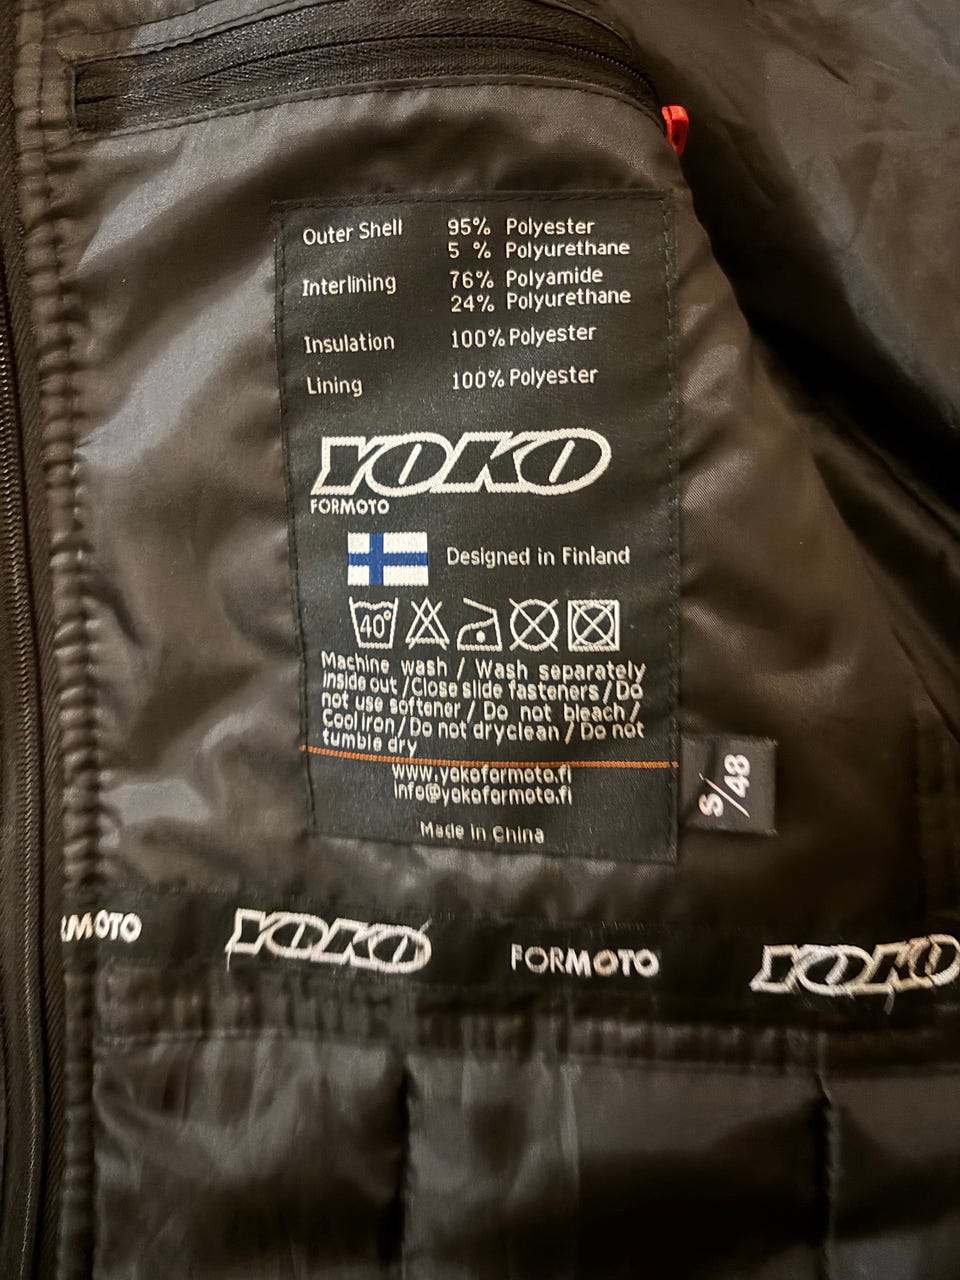 Outer Shell 95% Polyester
5 % Polyurethane
Interlining 76% Polyamide
24% Polyurethane
Insulation 100% Polyester
Lining 100% Polyester
YOKO
FORMOTO
Designed in Finland
40°
Machine wash / Wash separately
inside out /Close slide fasteners / Do
not use softener / Do not bleach /
Cool iron / Do not dryclean / Do not
tumble dry
www.yokoformoto.fi
info@yokoformoto.fi
Made in China
S/48
RMOTO YOKO FORMOTO YOKO